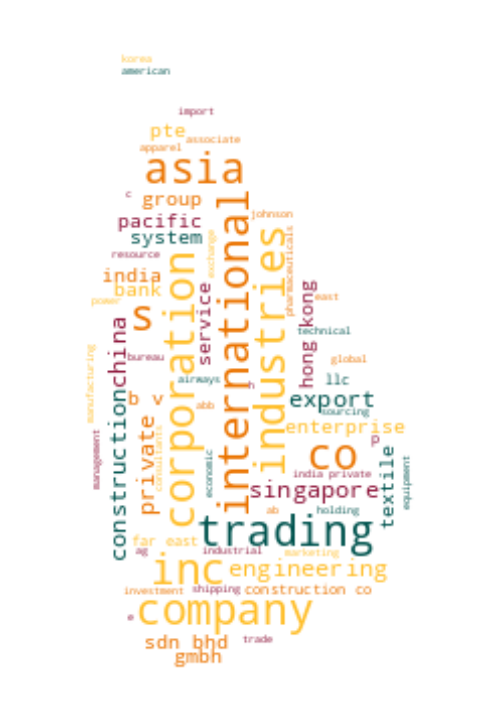 korea
american
import
pte
associate
apparel
asia
c
group
johnson
pacific
system
resource
exchange
pharmaceuticals
india
bank
power
s
international
corporation
industries
service
hong kong
east
technical
china
bureau
global
manufacturing
airways
h
llc
b v
abb
export
sourcing
private
construction
consultants
enterprise
p
co
management
economic
india private
textile
equipment
singapore
ab
holding
trading
far east
ag
industrial
marketing
inc
engineering
investment
shipping
construction co
company
e
sdn bhd
trade
gmbh